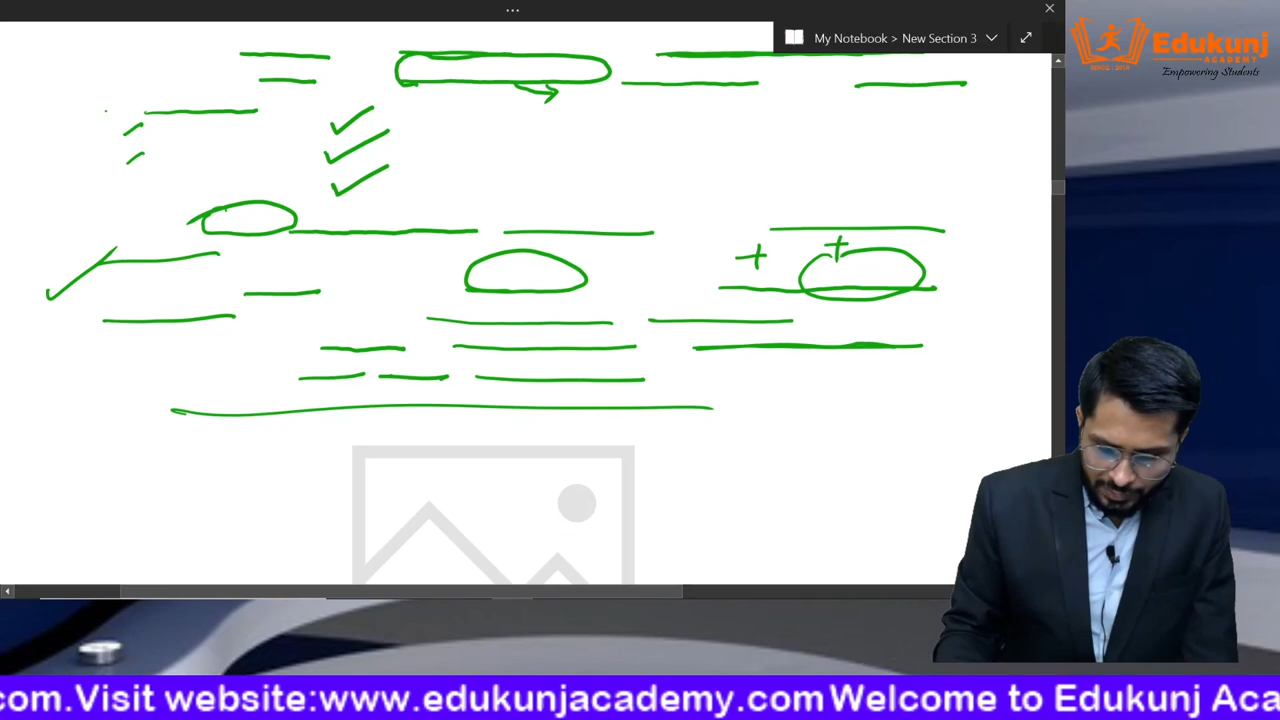 ...
My Notebook > New Section 3
Edukunj
ACADEMY
Empowering Students
com.Visit website:www.edukunjacademy.com Welcome to Edukunj Aca